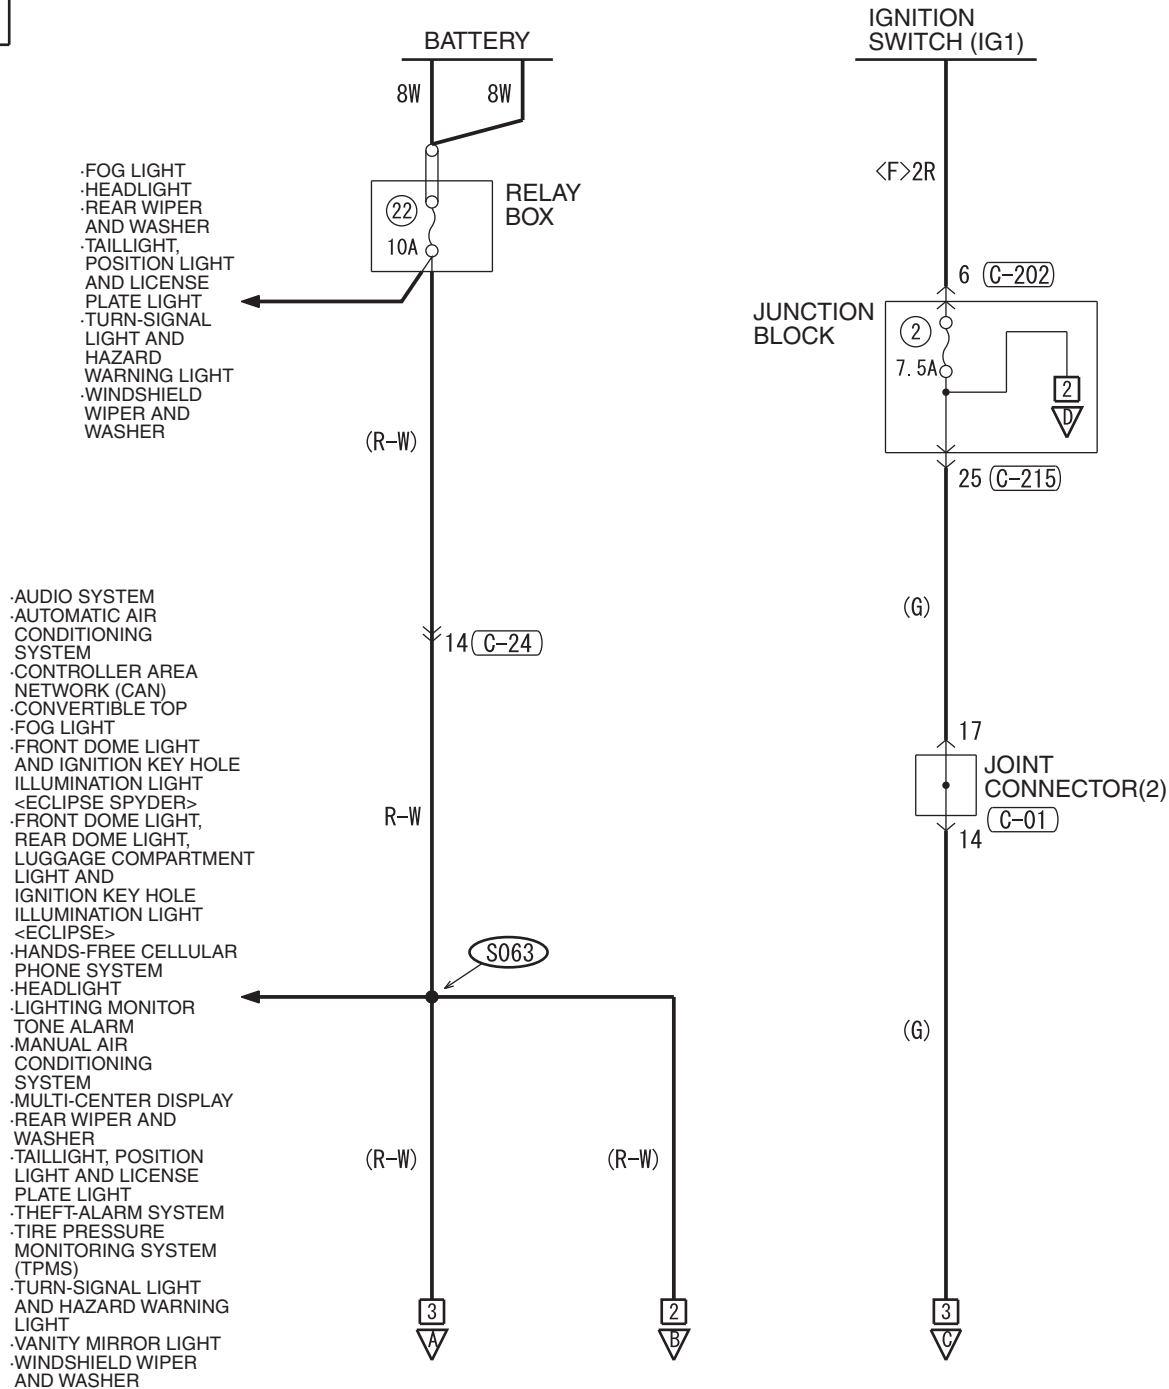 BATTERY
8W
8W
·FOG LIGHT
·HEADLIGHT
·REAR WIPER
AND WASHER
·TAILLIGHT,
POSITION LIGHT
AND LICENSE
PLATE LIGHT
·TURN-SIGNAL
LIGHT AND
HAZARD
WARNING LIGHT
·WINDSHIELD
WIPER AND
WASHER
22
10A
RELAY
BOX
(R-W)
14 C-24
·AUDIO SYSTEM
·AUTOMATIC AIR
CONDITIONING
SYSTEM
·CONTROLLER AREA
NETWORK (CAN)
·CONVERTIBLE TOP
·FOG LIGHT
·FRONT DOME LIGHT
AND IGNITION KEY HOLE
ILLUMINATION LIGHT
<ECLIPSE SPYDER>
·FRONT DOME LIGHT,
REAR DOME LIGHT,
LUGGAGE COMPARTMENT
LIGHT AND
IGNITION KEY HOLE
ILLUMINATION LIGHT
<ECLIPSE>
·HANDS-FREE CELLULAR
PHONE SYSTEM
·HEADLIGHT
·LIGHTING MONITOR
TONE ALARM
·MANUAL AIR
CONDITIONING
SYSTEM
·MULTI-CENTER DISPLAY
·REAR WIPER AND
WASHER
·TAILLIGHT, POSITION
LIGHT AND LICENSE
PLATE LIGHT
·THEFT-ALARM SYSTEM
·TIRE PRESSURE
MONITORING SYSTEM
(TPMS)
·TURN-SIGNAL LIGHT
AND HAZARD WARNING
LIGHT
·VANITY MIRROR LIGHT
·WINDSHIELD WIPER
AND WASHER
R-W
S063
(R-W)
(R-W)
3
A
2
B
IGNITION
SWITCH (IG1)
<F>2R
6 C-202
JUNCTION
BLOCK
2
7.5A
2
D
25 C-215
(G)
17
JOINT
CONNECTOR(2)
C-01
14
(G)
3
C